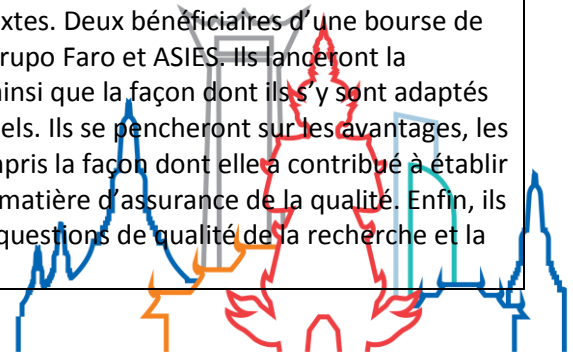 xtes. Deux bénéficiaires d’une bourse de
rupo Faro et ASIES. Ils lanceront la
ainsi que la façon dont ils s’y sont adaptés
els. Ils se pencheront sur les avantages, les
mpris la façon dont elle a contribué à établir
matière d’assurance de la qualité. Enfin, ils
questions de qualité de la recherche et la